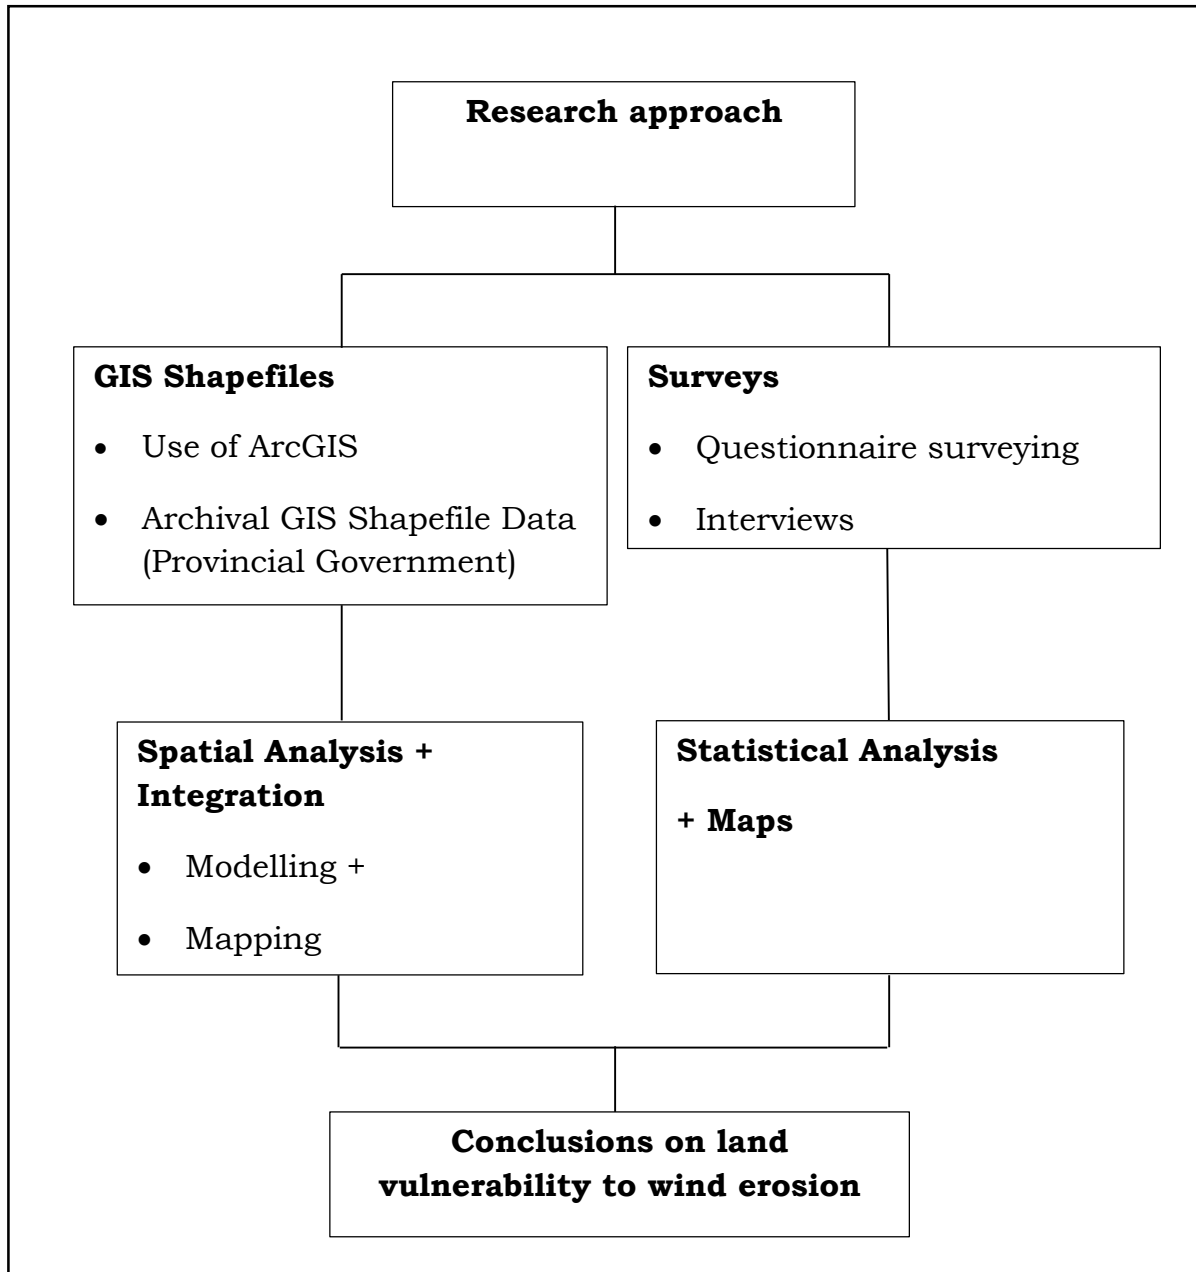 Research approach
GIS Shapefiles
• Use of ArcGIS
• Archival GIS Shapefile Data
(Provincial Government)
Surveys
• Questionnaire surveying
• Interviews
Spatial Analysis +
Integration
• Modelling +
• Mapping
Statistical Analysis
+ Maps
Conclusions on land
vulnerability to wind erosion